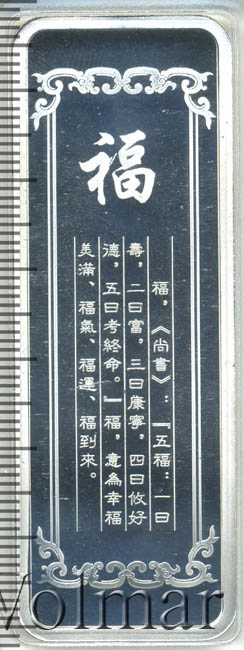 福
福，《尚書》：『五福：一曰
壽，二曰富，三曰康寧，四曰攸好
德，五曰考終命。』福，意為幸福
美滿、福氣、福運、福到來。
Volmar